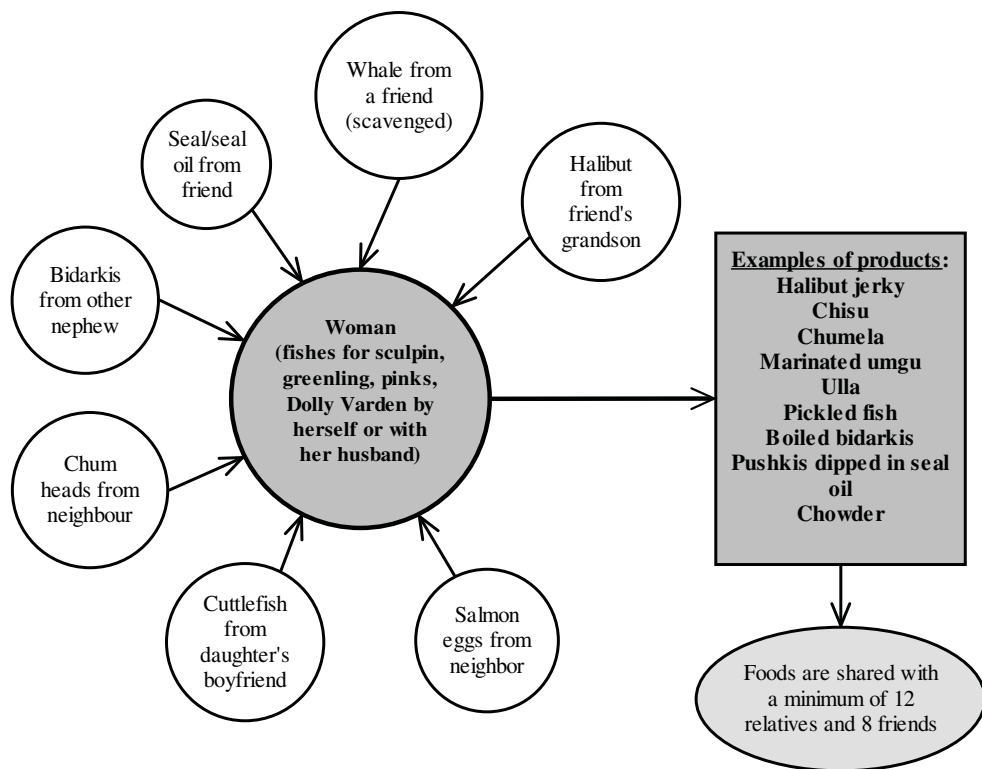 Whale from
a friend
(scavenged)
Seal/seal
oil from
friend
Halibut
from
friend's
grandson
Bidarkis
from other
nephew
Woman
(fishes for sculpin,
greenling, pinks,
Dolly Varden by
herself or with
her husband)
Chum
heads from
neighbour
Cuttlefish
from
daughter's
boyfriend
Salmon
eggs from
neighbor
Examples of products:
Halibut jerky
Chisu
Chumela
Marinated umgu
Ulla
Pickled fish
Boiled bidarkis
Pushkis dipped in seal
oil
Chowder
Foods are shared with
a minimum of 12
relatives and 8 friends